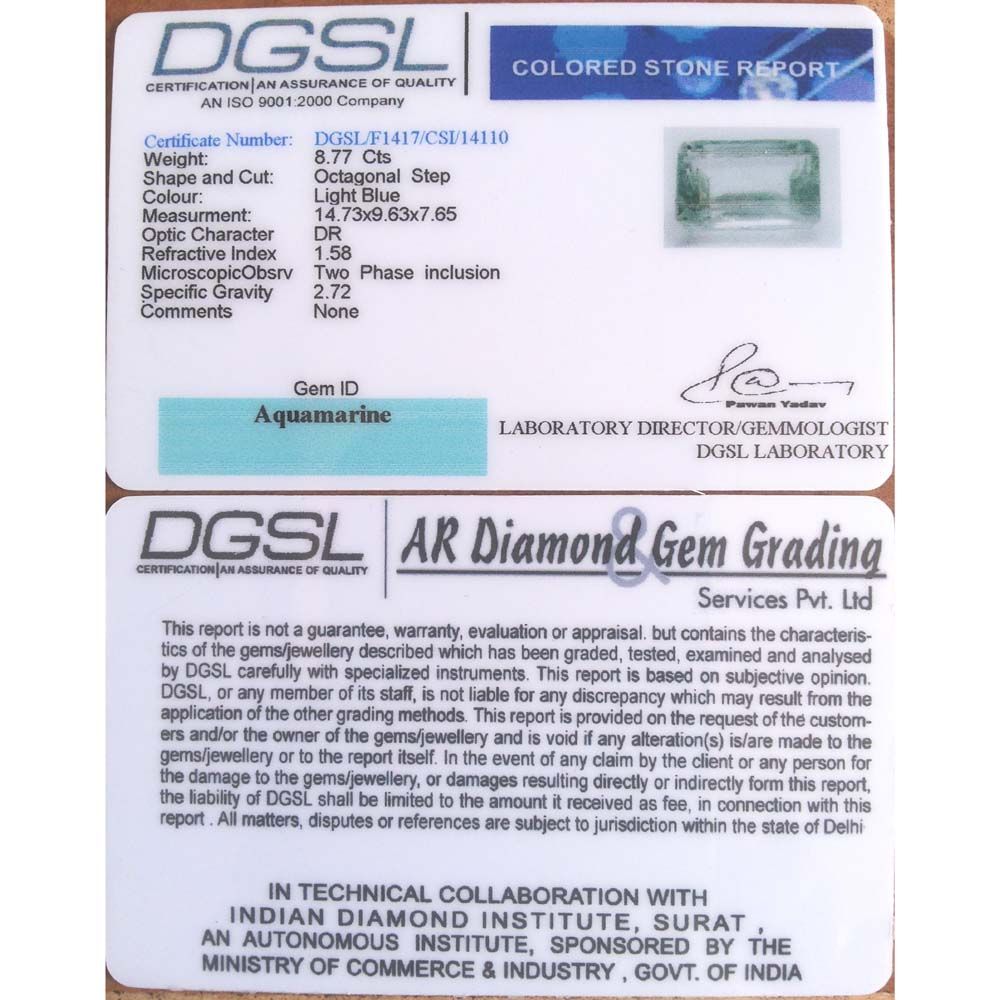 DGSL
CERTIFICATION|AN ASSURANCE OF QUALITY
AN ISO 9001:2000 Company
COLORED STONE REPORT
Certificate Number: DGSL/F1417/CSI/14110
Weight: 8.77 Cts
Shape and Cut: Octagonal Step
Colour: Light Blue
Measurment: 14.73x9.63x7.65
Optic Character DR
Refractive Index 1.58
MicroscopicObsrv Two Phase inclusion
Specific Gravity 2.72
Comments None
Gem ID
Aquamarine
Pawan Yadav
LABORATORY DIRECTOR/GEMMOLOGIST
DGSL LABORATORY
DGSL
CERTIFICATION|AN ASSURANCE OF QUALITY
AR Diamond & Gem Grading
Services Pvt. Ltd
This report is not a guarantee, warranty, evaluation or appraisal. but contains the characteris-
tics of the gems/jewellery described which has been graded, tested, examined and analysed
by DGSL carefully with specialized instruments. This report is based on subjective opinion.
DGSL, or any member of its staff, is not liable for any discrepancy which may result from the
application of the other grading methods. This report is provided on the request of the custom-
ers and/or the owner of the gems/jewellery and is void if any alteration(s) is/are made to the
gems/jewellery or to the report itself. In the event of any claim by the client or any person for
the damage to the gems/jewellery, or damages resulting directly or indirectly form this report,
the liability of DGSL shall be limited to the amount it received as fee, in connection with this
report . All matters, disputes or references are subject to jurisdiction within the state of Delhi
IN TECHNICAL COLLABORATION WITH
INDIAN DIAMOND INSTITUTE, SURAT ,
AN AUTONOMOUS INSTITUTE, SPONSORED BY THE
MINISTRY OF COMMERCE & INDUSTRY , GOVT. OF INDIA